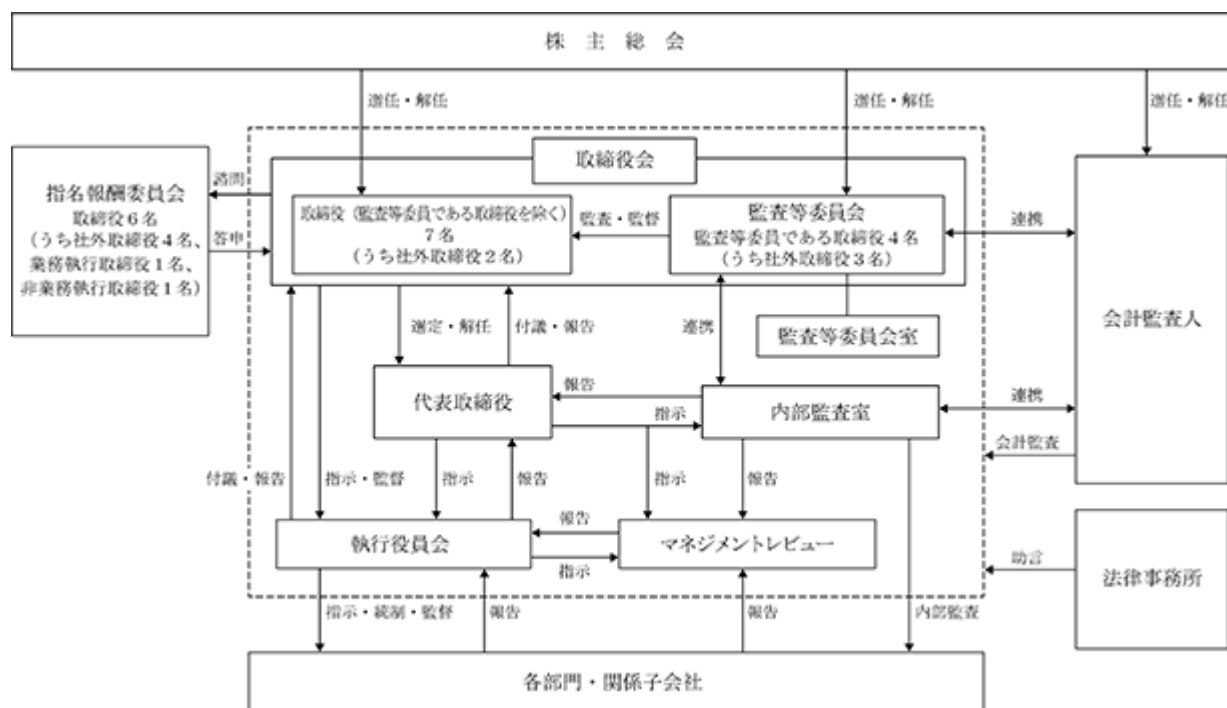 株主総会
選任・解任
選任・解任
選任・解任
取締役会
指名報酬委員会
取締役6名
(うち社外取締役4名、
業務執行取締役1名、
非業務執行取締役1名)
諮問
答申
取締役(監査等委員である取締役を除く)
7名
(うち社外取締役2名)
監査・監督
監査等委員会
監査等委員である取締役4名
(うち社外取締役3名)
連携
会計監査人
選定・解任
付議・報告
連携
監査等委員会室
代表取締役
報告
指示
内部監査室
連携
会計監査
付議・報告
指示・監督
指示
報告
指示
報告
執行役員会
報告
指示
マネジメントレビュー
助言
法律事務所
指示・統制・監督
報告
報告
内部監査
各部門・関係子会社